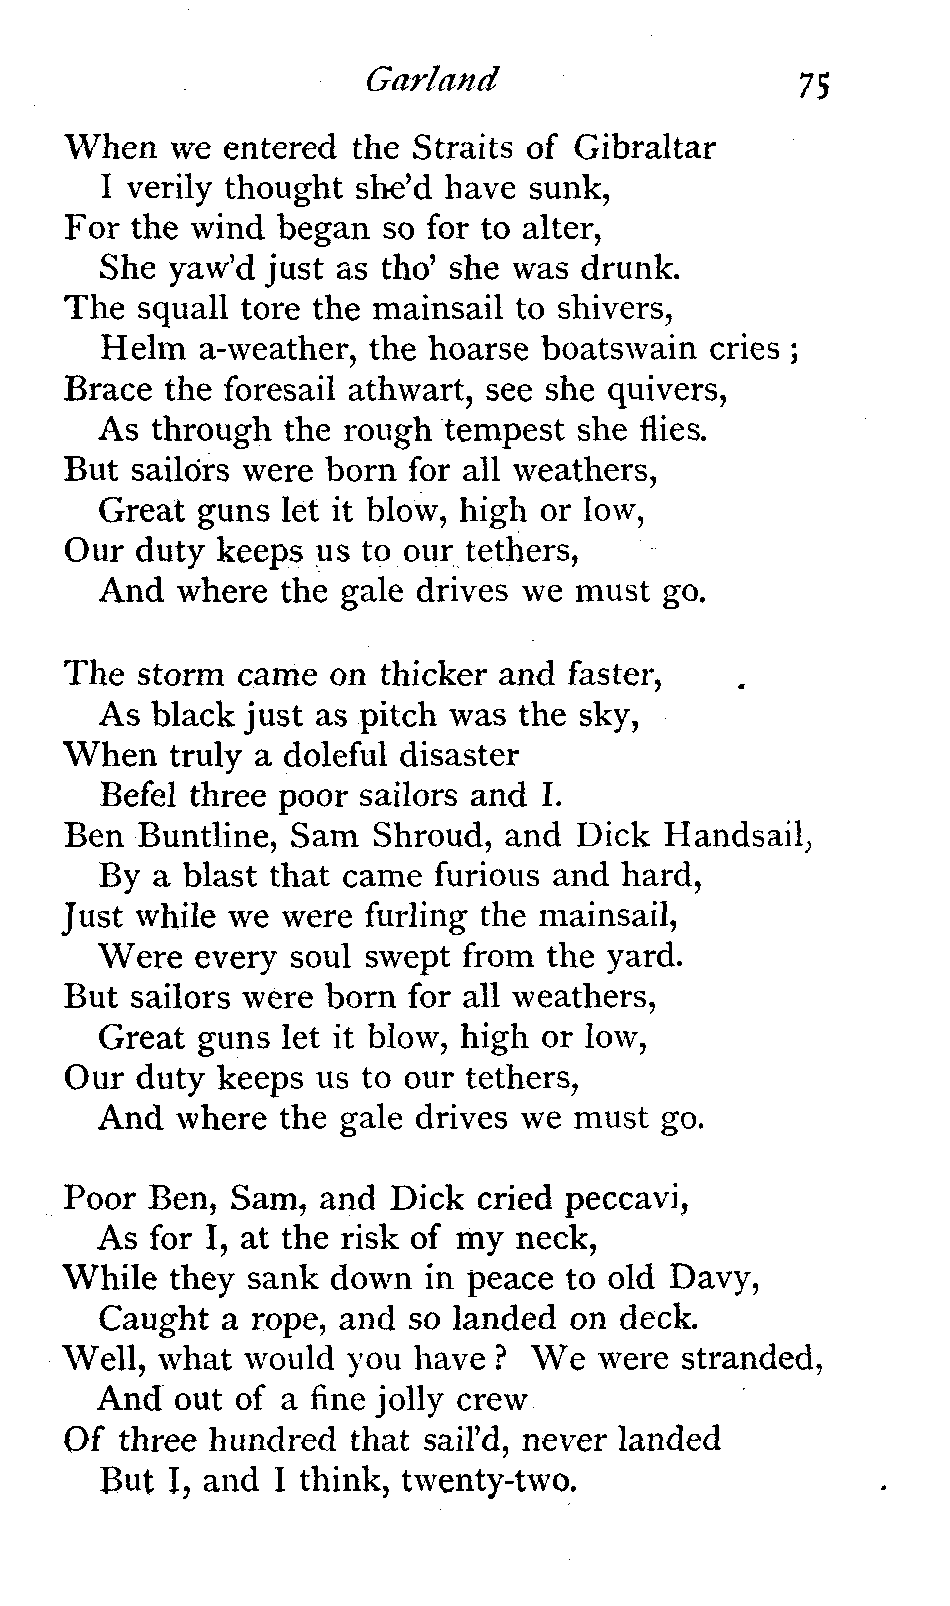 Garland 75
When we entered the Straits of Gibraltar
I verily thought she'd have sunk,
For the wind began so for to alter,
She yaw'd just as tho' she was drunk.
The squall tore the mainsail to shivers,
Helm a-weather, the hoarse boatswain cries ;
Brace the foresail athwart, see she quivers,
As through the rough tempest she flies.
But sailors were born for all weathers,
Great guns let it blow, high or low,
Our duty keeps us to our tethers,
And where the gale drives we must go.

The storm came on thicker and faster,
As black just as pitch was the sky,
When truly a doleful disaster
Befel three poor sailors and I.
Ben Buntline, Sam Shroud, and Dick Handsail,
By a blast that came furious and hard,
Just while we were furling the mainsail,
Were every soul swept from the yard.
But sailors were born for all weathers,
Great guns let it blow, high or low,
Our duty keeps us to our tethers,
And where the gale drives we must go.

Poor Ben, Sam, and Dick cried peccavi,
As for I, at the risk of my neck,
While they sank down in peace to old Davy,
Caught a rope, and so landed on deck.
Well, what would you have ? We were stranded,
And out of a fine jolly crew
Of three hundred that sail'd, never landed
But I, and I think, twenty-two.